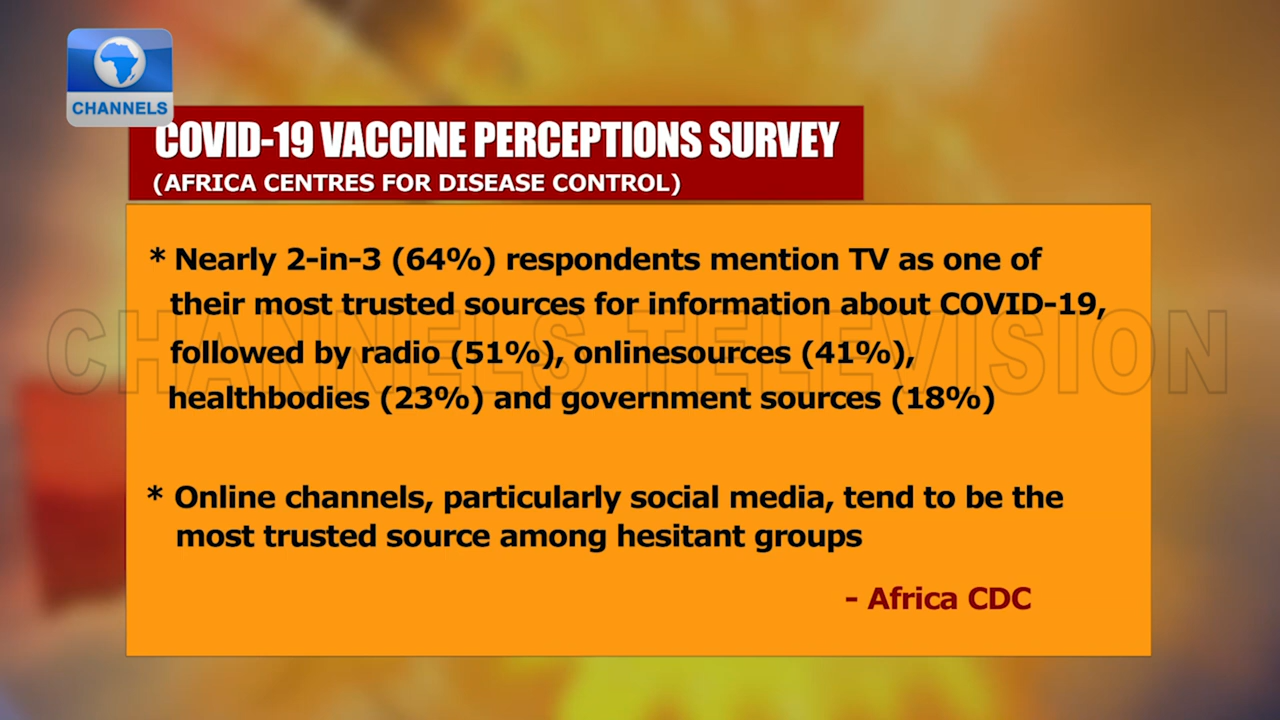 CHANNELS
COVID-19 VACCINE PERCEPTIONS SURVEY
(AFRICA CENTRES FOR DISEASE CONTROL)
* Nearly 2-in-3 (64%) respondents mention TV as one of
their most trusted sources for information about COVID-19,
CHANNELS TELEVISION
followed by radio (51%), onlinesources (41%),
healthbodies (23%) and government sources (18%)
* Online channels, particularly social media, tend to be the
most trusted source among hesitant groups
- Africa CDC